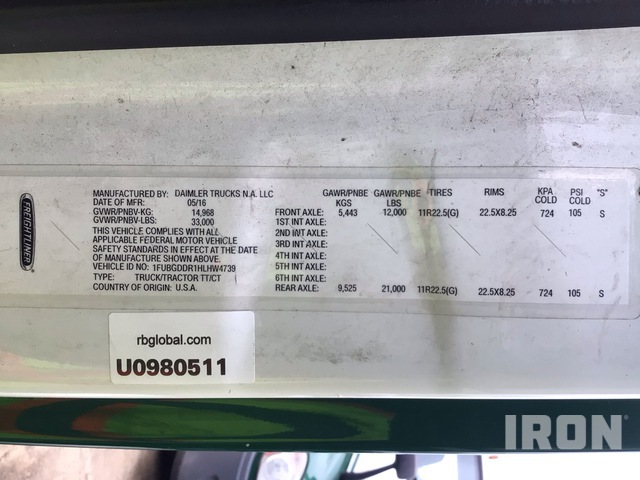 FREIGHTLINER
MANUFACTURED BY: DAIMLER TRUCKS N.A. LLC
DATE OF MFR: 05/16
GVWR/PNBV-KG: 14,968
GVWR/PNBV-LBS: 33,000
THIS VEHICLE COMPLIES WITH ALL
APPLICABLE FEDERAL MOTOR VEHICLE
SAFETY STANDARDS IN EFFECT AT THE DATE
OF MANUFACTURE SHOWN ABOVE.
VEHICLE ID NO: 1FUBGDDR1HLHW4739
TYPE: TRUCK/TRACTOR TT/CT
COUNTRY OF ORIGIN: U.S.A.
GAWR/PNBE KGS GAWR/PNBE LBS TIRES RIMS KPA COLD PSI COLD "S"
FRONT AXLE: 5,443 12,000 11R22.5(G) 22.5X8.25 724 105 S
1ST INT AXLE:
2ND INT AXLE:
3RD INT AXLE:
4TH INT AXLE:
5TH INT AXLE:
6TH INT AXLE:
REAR AXLE: 9,525 21,000 11R22.5(G) 22.5X8.25 724 105 S
rbglobal.com
U0980511
IRON